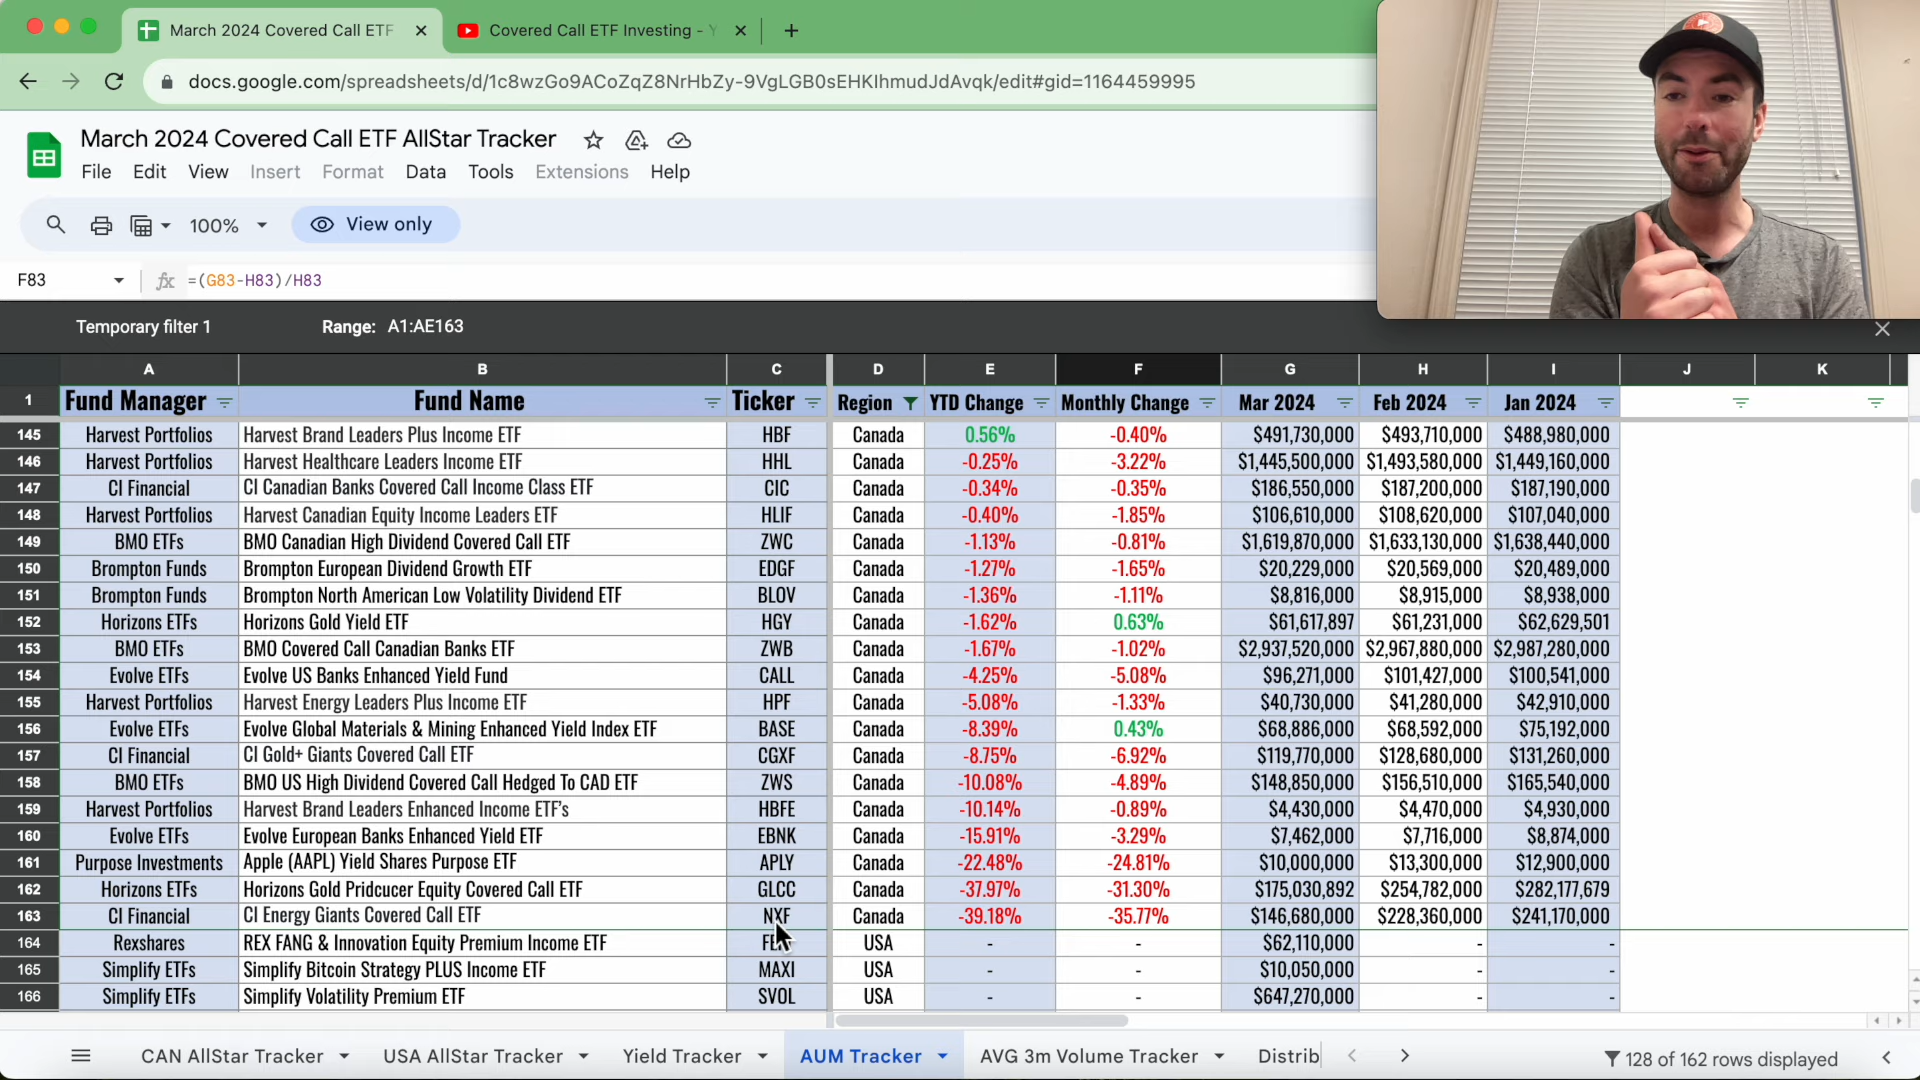 March 2024 Covered Call ETF
Covered Call ETF Investing - Y
docs.google.com/spreadsheets/d/1c8wzGo9ACoZqZ8NrHbZy-9VgLGB0sEHKIhmudJdAvqk/edit#gid=1164459995
March 2024 Covered Call ETF AllStar Tracker
File Edit View Insert Format Data Tools Extensions Help
100% View only
F83 fx =(G83-H83)/H83
Temporary filter 1 Range: A1:AE163
A B C D E F G H I J K
1 Fund Manager Fund Name Ticker Region YTD Change Monthly Change Mar 2024 Feb 2024 Jan 2024
145 Harvest Portfolios Harvest Brand Leaders Plus Income ETF HBF Canada 0.56% -0.40% $491,730,000 $493,710,000 $488,980,000
146 Harvest Portfolios Harvest Healthcare Leaders Income ETF HHL Canada -0.25% -3.22% $1,445,500,000 $1,493,580,000 $1,449,160,000
147 CI Financial CI Canadian Banks Covered Call Income Class ETF CIC Canada -0.34% -0.35% $186,550,000 $187,200,000 $187,190,000
148 Harvest Portfolios Harvest Canadian Equity Income Leaders ETF HLIF Canada -0.40% -1.85% $106,610,000 $108,620,000 $107,040,000
149 BMO ETFs BMO Canadian High Dividend Covered Call ETF ZWC Canada -1.13% -0.81% $1,619,870,000 $1,633,130,000 $1,638,440,000
150 Brompton Funds Brompton European Dividend Growth ETF EDGF Canada -1.27% -1.65% $20,229,000 $20,569,000 $20,489,000
151 Brompton Funds Brompton North American Low Volatility Dividend ETF BLOV Canada -1.36% -1.11% $8,816,000 $8,915,000 $8,938,000
152 Horizons ETFs Horizons Gold Yield ETF HGY Canada -1.62% 0.63% $61,617,897 $61,231,000 $62,629,501
153 BMO ETFs BMO Covered Call Canadian Banks ETF ZWB Canada -1.67% -1.02% $2,937,520,000 $2,967,880,000 $2,987,280,000
154 Evolve ETFs Evolve US Banks Enhanced Yield Fund CALL Canada -4.25% -5.08% $96,271,000 $101,427,000 $100,541,000
155 Harvest Portfolios Harvest Energy Leaders Plus Income ETF HPF Canada -5.08% -1.33% $40,730,000 $41,280,000 $42,910,000
156 Evolve ETFs Evolve Global Materials & Mining Enhanced Yield Index ETF BASE Canada -8.39% 0.43% $68,886,000 $68,592,000 $75,192,000
157 CI Financial CI Gold+ Giants Covered Call ETF CGXF Canada -8.75% -6.92% $119,770,000 $128,680,000 $131,260,000
158 BMO ETFs BMO US High Dividend Covered Call Hedged To CAD ETF ZWS Canada -10.08% -4.89% $148,850,000 $156,510,000 $165,540,000
159 Harvest Portfolios Harvest Brand Leaders Enhanced Income ETF's HBFE Canada -10.14% -0.89% $4,430,000 $4,470,000 $4,930,000
160 Evolve ETFs Evolve European Banks Enhanced Yield ETF EBNK Canada -15.91% -3.29% $7,462,000 $7,716,000 $8,874,000
161 Purpose Investments Apple (AAPL) Yield Shares Purpose ETF APLY Canada -22.48% -24.81% $10,000,000 $13,300,000 $12,900,000
162 Horizons ETFs Horizons Gold Pridcucer Equity Covered Call ETF GLCC Canada -37.97% -31.30% $175,030,892 $254,782,000 $282,177,679
163 CI Financial CI Energy Giants Covered Call ETF NXF Canada -39.18% -35.77% $146,680,000 $228,360,000 $241,170,000
164 Rexshares REX FANG & Innovation Equity Premium Income ETF USA - - $62,110,000 - -
165 Simplify ETFs Simplify Bitcoin Strategy PLUS Income ETF MAXI USA - - $10,050,000 - -
166 Simplify ETFs Simplify Volatility Premium ETF SVOL USA - - $647,270,000 - -
CAN AllStar Tracker USA AllStar Tracker Yield Tracker AUM Tracker AVG 3m Volume Tracker Distrib 128 of 162 rows displayed